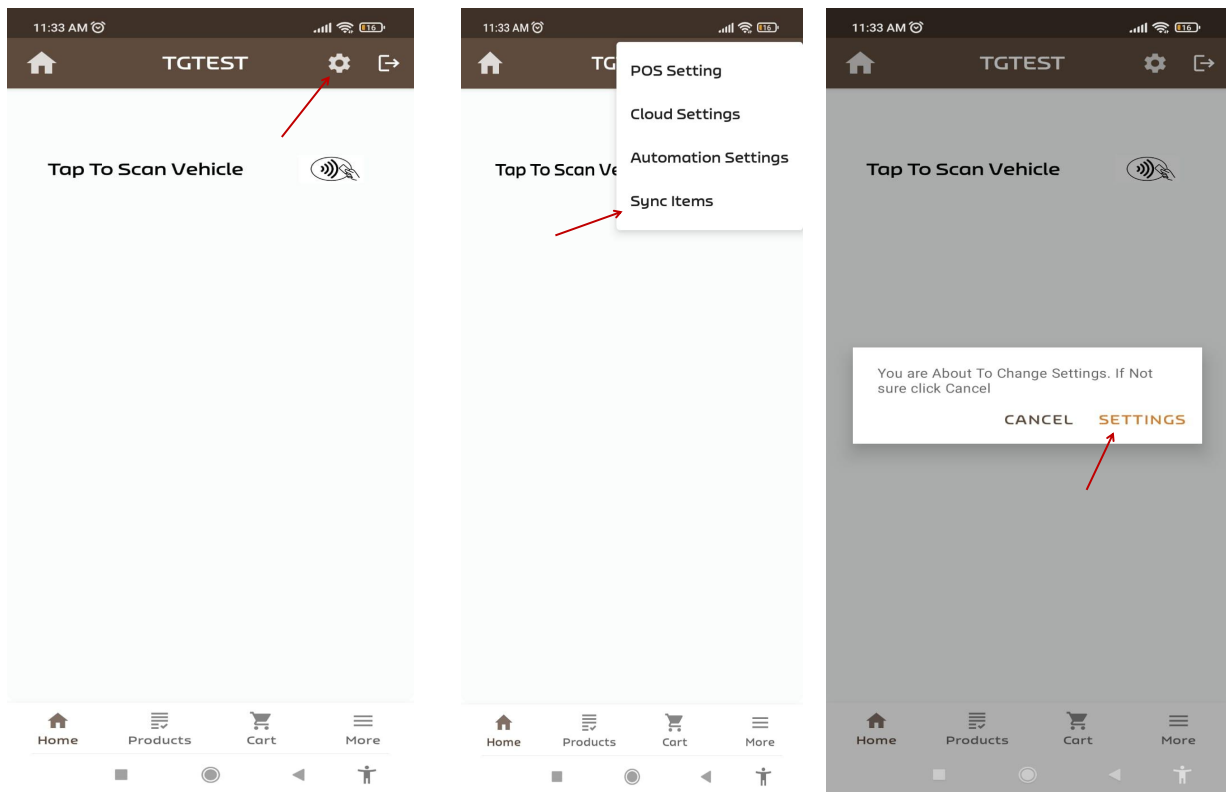 11:33 AM
16
TGTEST
Tap To Scan Vehicle
Home
Products
Cart
More
11:33 AM
16
TG
POS Setting
Cloud Settings
Automation Settings
Sync Items
Tap To Scan Ve
Home
Products
Cart
More
11:33 AM
16
TGTEST
Tap To Scan Vehicle
You are About To Change Settings. If Not
sure click Cancel
CANCEL
SETTINGS
Home
Products
Cart
More